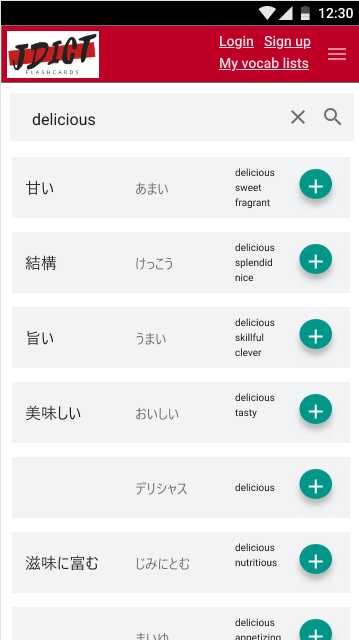 12:30
JDICT
FLASHCARDS
Login Sign up
My vocab lists
delicious
甘い
あまい
delicious
sweet
fragrant
結構
けっこう
delicious
splendid
nice
旨い
うまい
delicious
skillful
clever
美味しい
おいしい
delicious
tasty
デリシャス
delicious
滋味に富む
じみにとむ
delicious
nutritious
まいゆ
delicious
appetizing